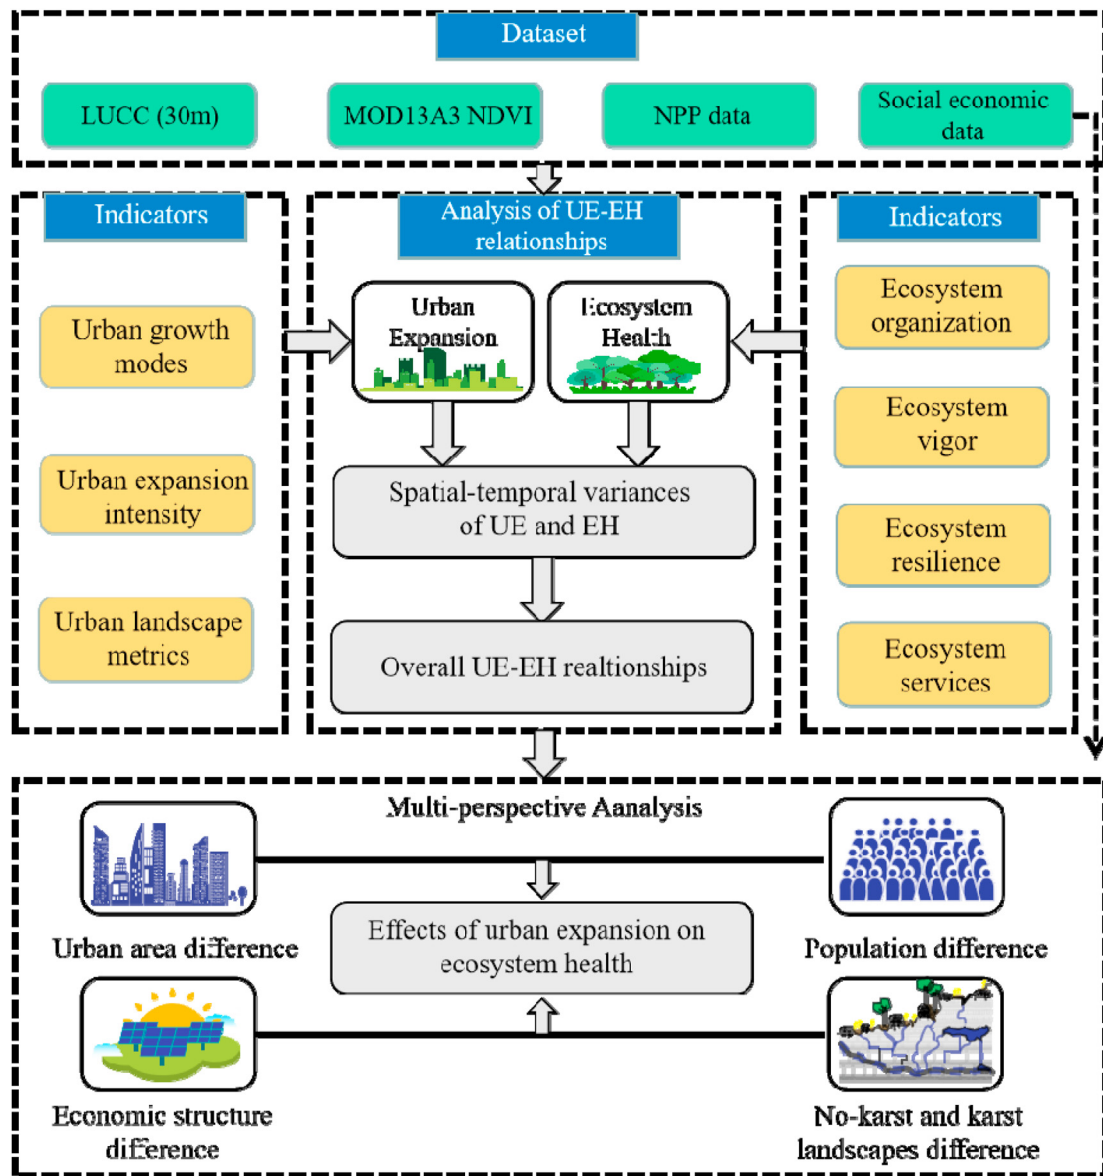 Dataset
LUCC (30m)
MOD13A3 NDVI
NPP data
Social economic
data
Indicators
Urban growth
modes
Urban expansion
intensity
Urban landscape
metrics
Analysis of UE-EH
relationships
Urban
Expansion
Ecosystem
Health
Spatial-temporal variances
of UE and EH
Overall UE-EH realtionships
Indicators
Ecosystem
organization
Ecosystem
vigor
Ecosystem
resilience
Ecosystem
services
Multi-perspective Aanalysis
Urban area difference
Population difference
Effects of urban expansion on
ecosystem health
Economic structure
difference
No-karst and karst
landscapes difference